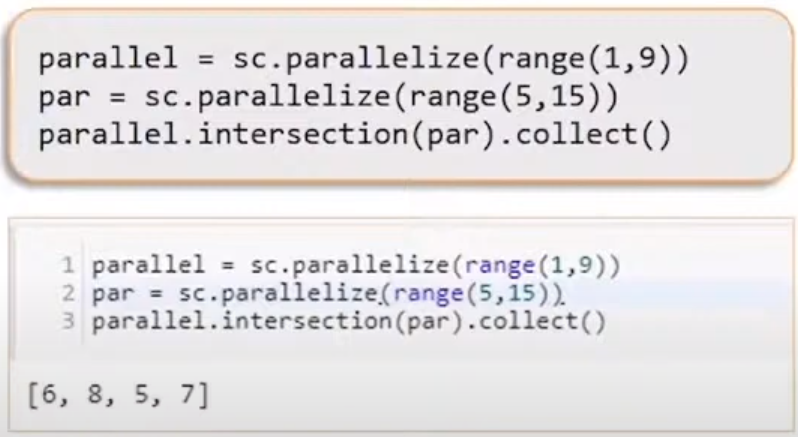 parallel = sc.parallelize(range(1,9))
par = sc.parallelize(range(5,15))
parallel.intersection(par).collect()
1 parallel = sc.parallelize(range(1,9))
2 par = sc.parallelize(range(5,15))
3 parallel.intersection(par).collect()
[6, 8, 5, 7]